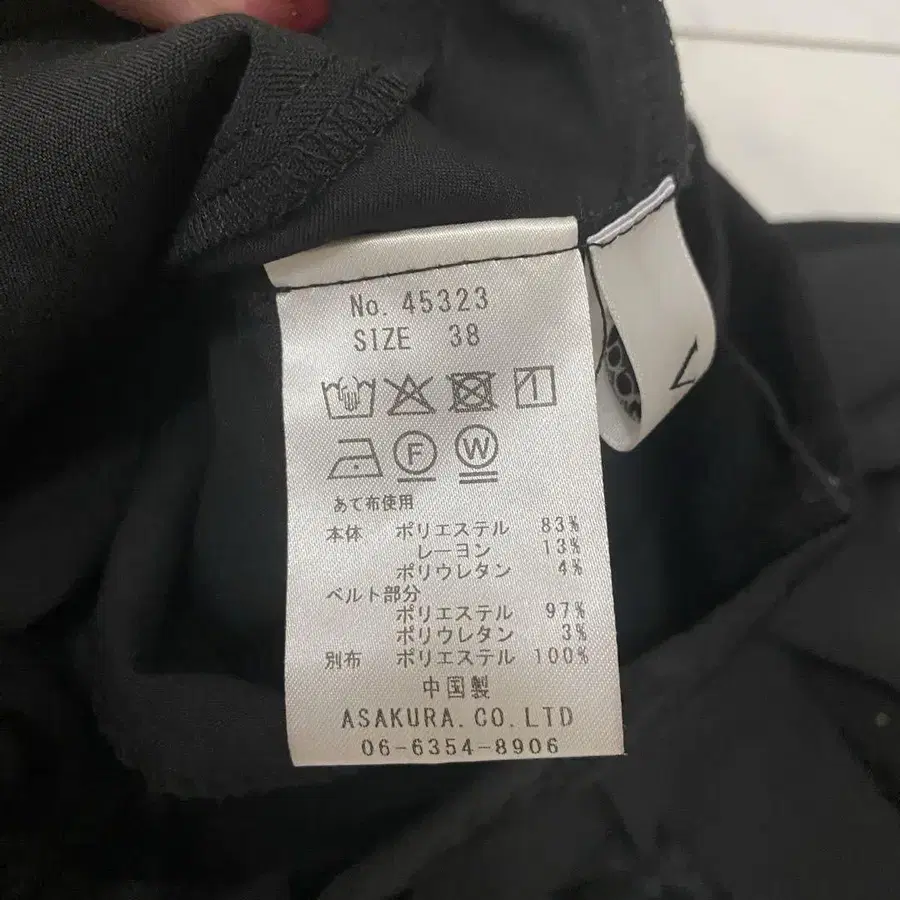 No. 45323
SIZE 38
F W
あて布使用
本体 ポリエステル 83%
レーヨン 13%
ポリウレタン 4%
ベルト部分
ポリエステル 97%
ポリウレタン 3%
別布 ポリエステル 100%
中国製
ASAKURA.CO.LTD
06-6354-8906